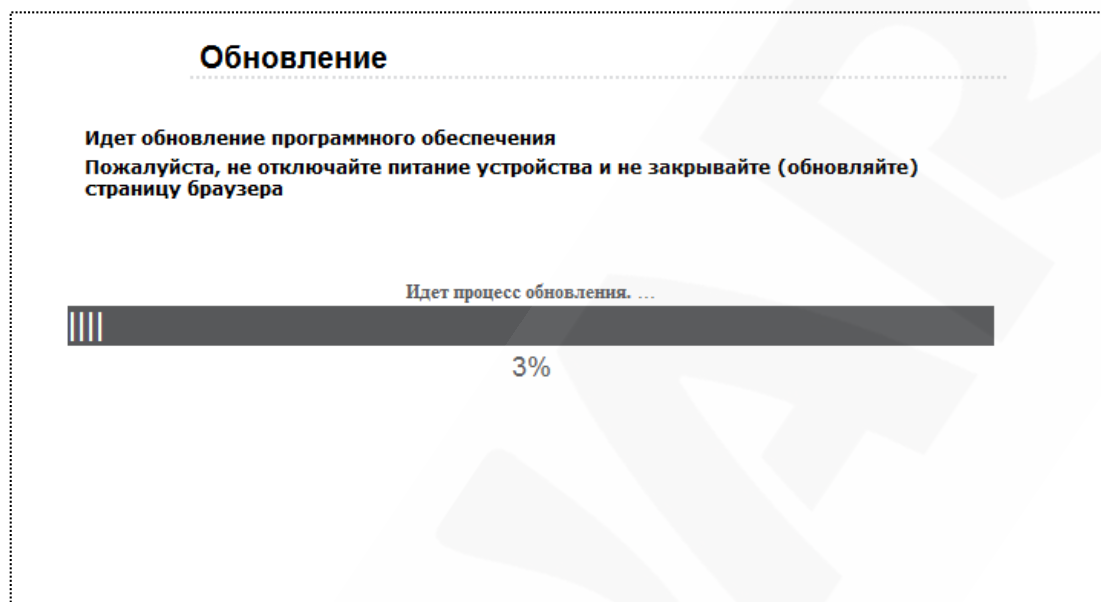 Обновление
Идет обновление программного обеспечения
Пожалуйста, не отключайте питание устройства и не закрывайте (обновляйте)
страницу браузера
Идет процесс обновления. ...
3%